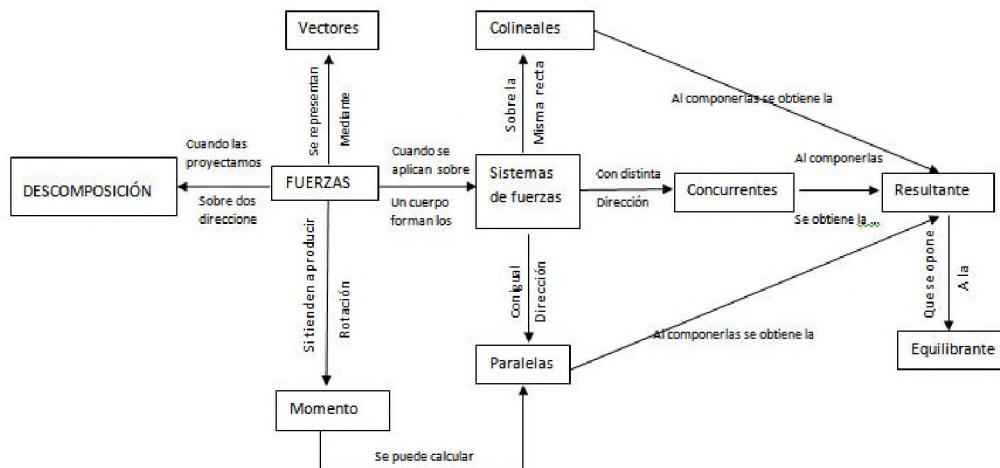 Vectores
Colineales
Se representan
Mediante
Sobre la
Misma recta
Al componerlas se obtiene la
Cuando las
proyectamos
Cuando se
aplican sobre
Al componerlas
DESCOMPOSICIÓN
FUERZAS
Sistemas
de fuerzas
Con distinta
Dirección
Concurrentes
Resultante
Sobre dos
direccione
Un cuerpo
forman los
Se obtiene la...
Si tienden aproducir
Rotación
Con igual
Dirección
Que se opone
A la
Al componerlas se obtiene la
Paralelas
Equilibrante
Momento
Se puede calcular